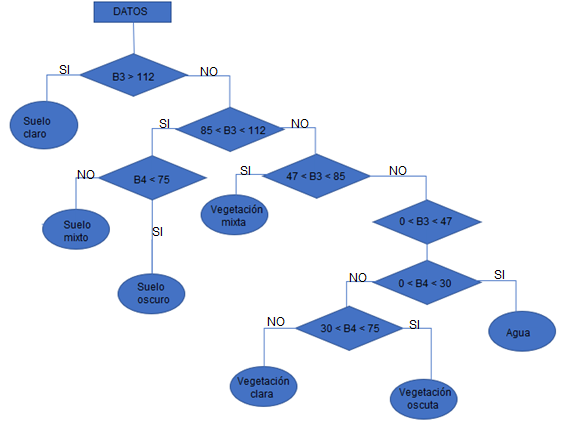 DATOS
SI
B3 > 112
NO
Suelo
claro
SI
85 < B3 < 112
NO
NO
B4 < 75
SI
47 < B3 < 85
NO
Suelo
mixto
SI
Vegetación
mixta
0 < B3 < 47
Suelo
oscuro
NO
0 < B4 < 30
SI
NO
30 < B4 < 75
SI
Agua
Vegetación
clara
Vegetación
oscuta